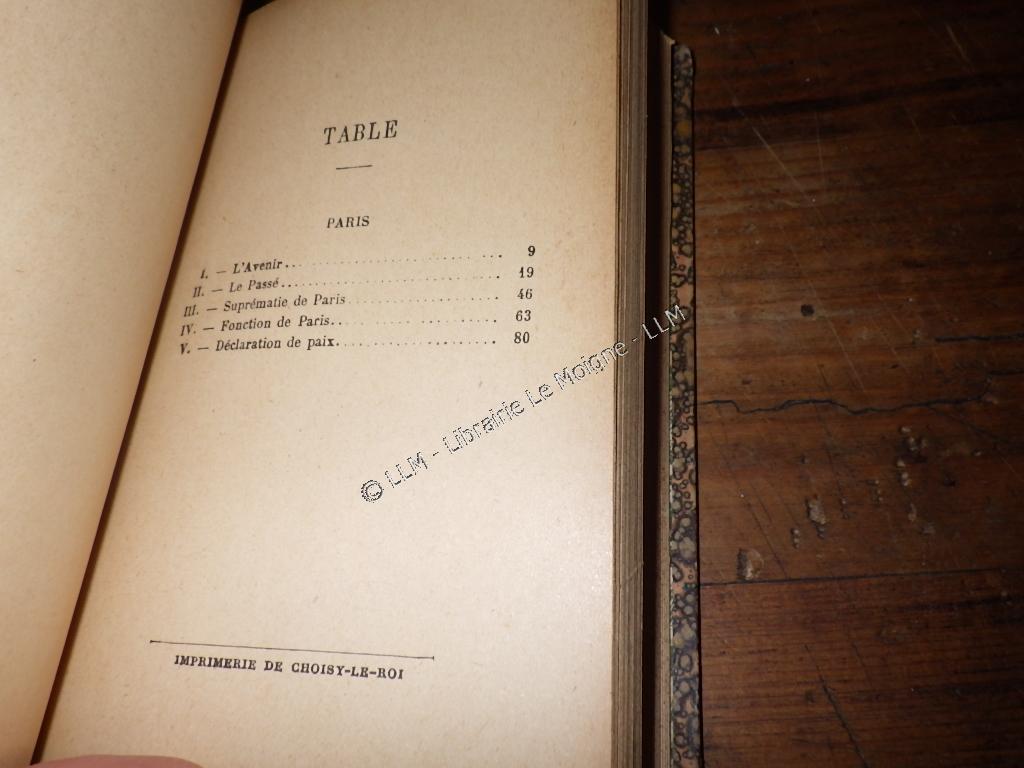 TABLE
PARIS
I. — L'Avenir . . . . . . . . . . . . . . . . . . . . 9
II. — Le Passé . . . . . . . . . . . . . . . . . . . . 19
III. — Suprématie de Paris . . . . . . . . . . . . . . . 46
IV. — Fonction de Paris . . . . . . . . . . . . . . . . 63
V. — Déclaration de paix . . . . . . . . . . . . . . . 80
© LLM - Librairie Le Moigne - LLM
IMPRIMERIE DE CHOISY-LE-ROI